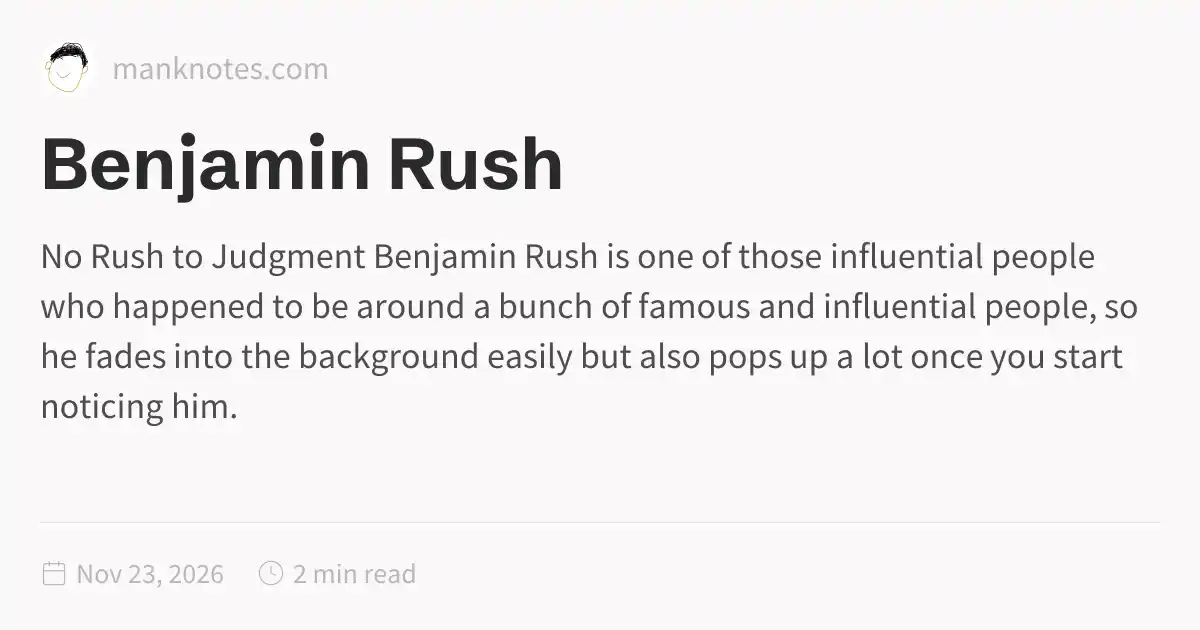 manknotes.com
Benjamin Rush
No Rush to Judgment Benjamin Rush is one of those influential people
who happened to be around a bunch of famous and influential people, so
he fades into the background easily but also pops up a lot once you start
noticing him.
Nov 23, 2026 2 min read